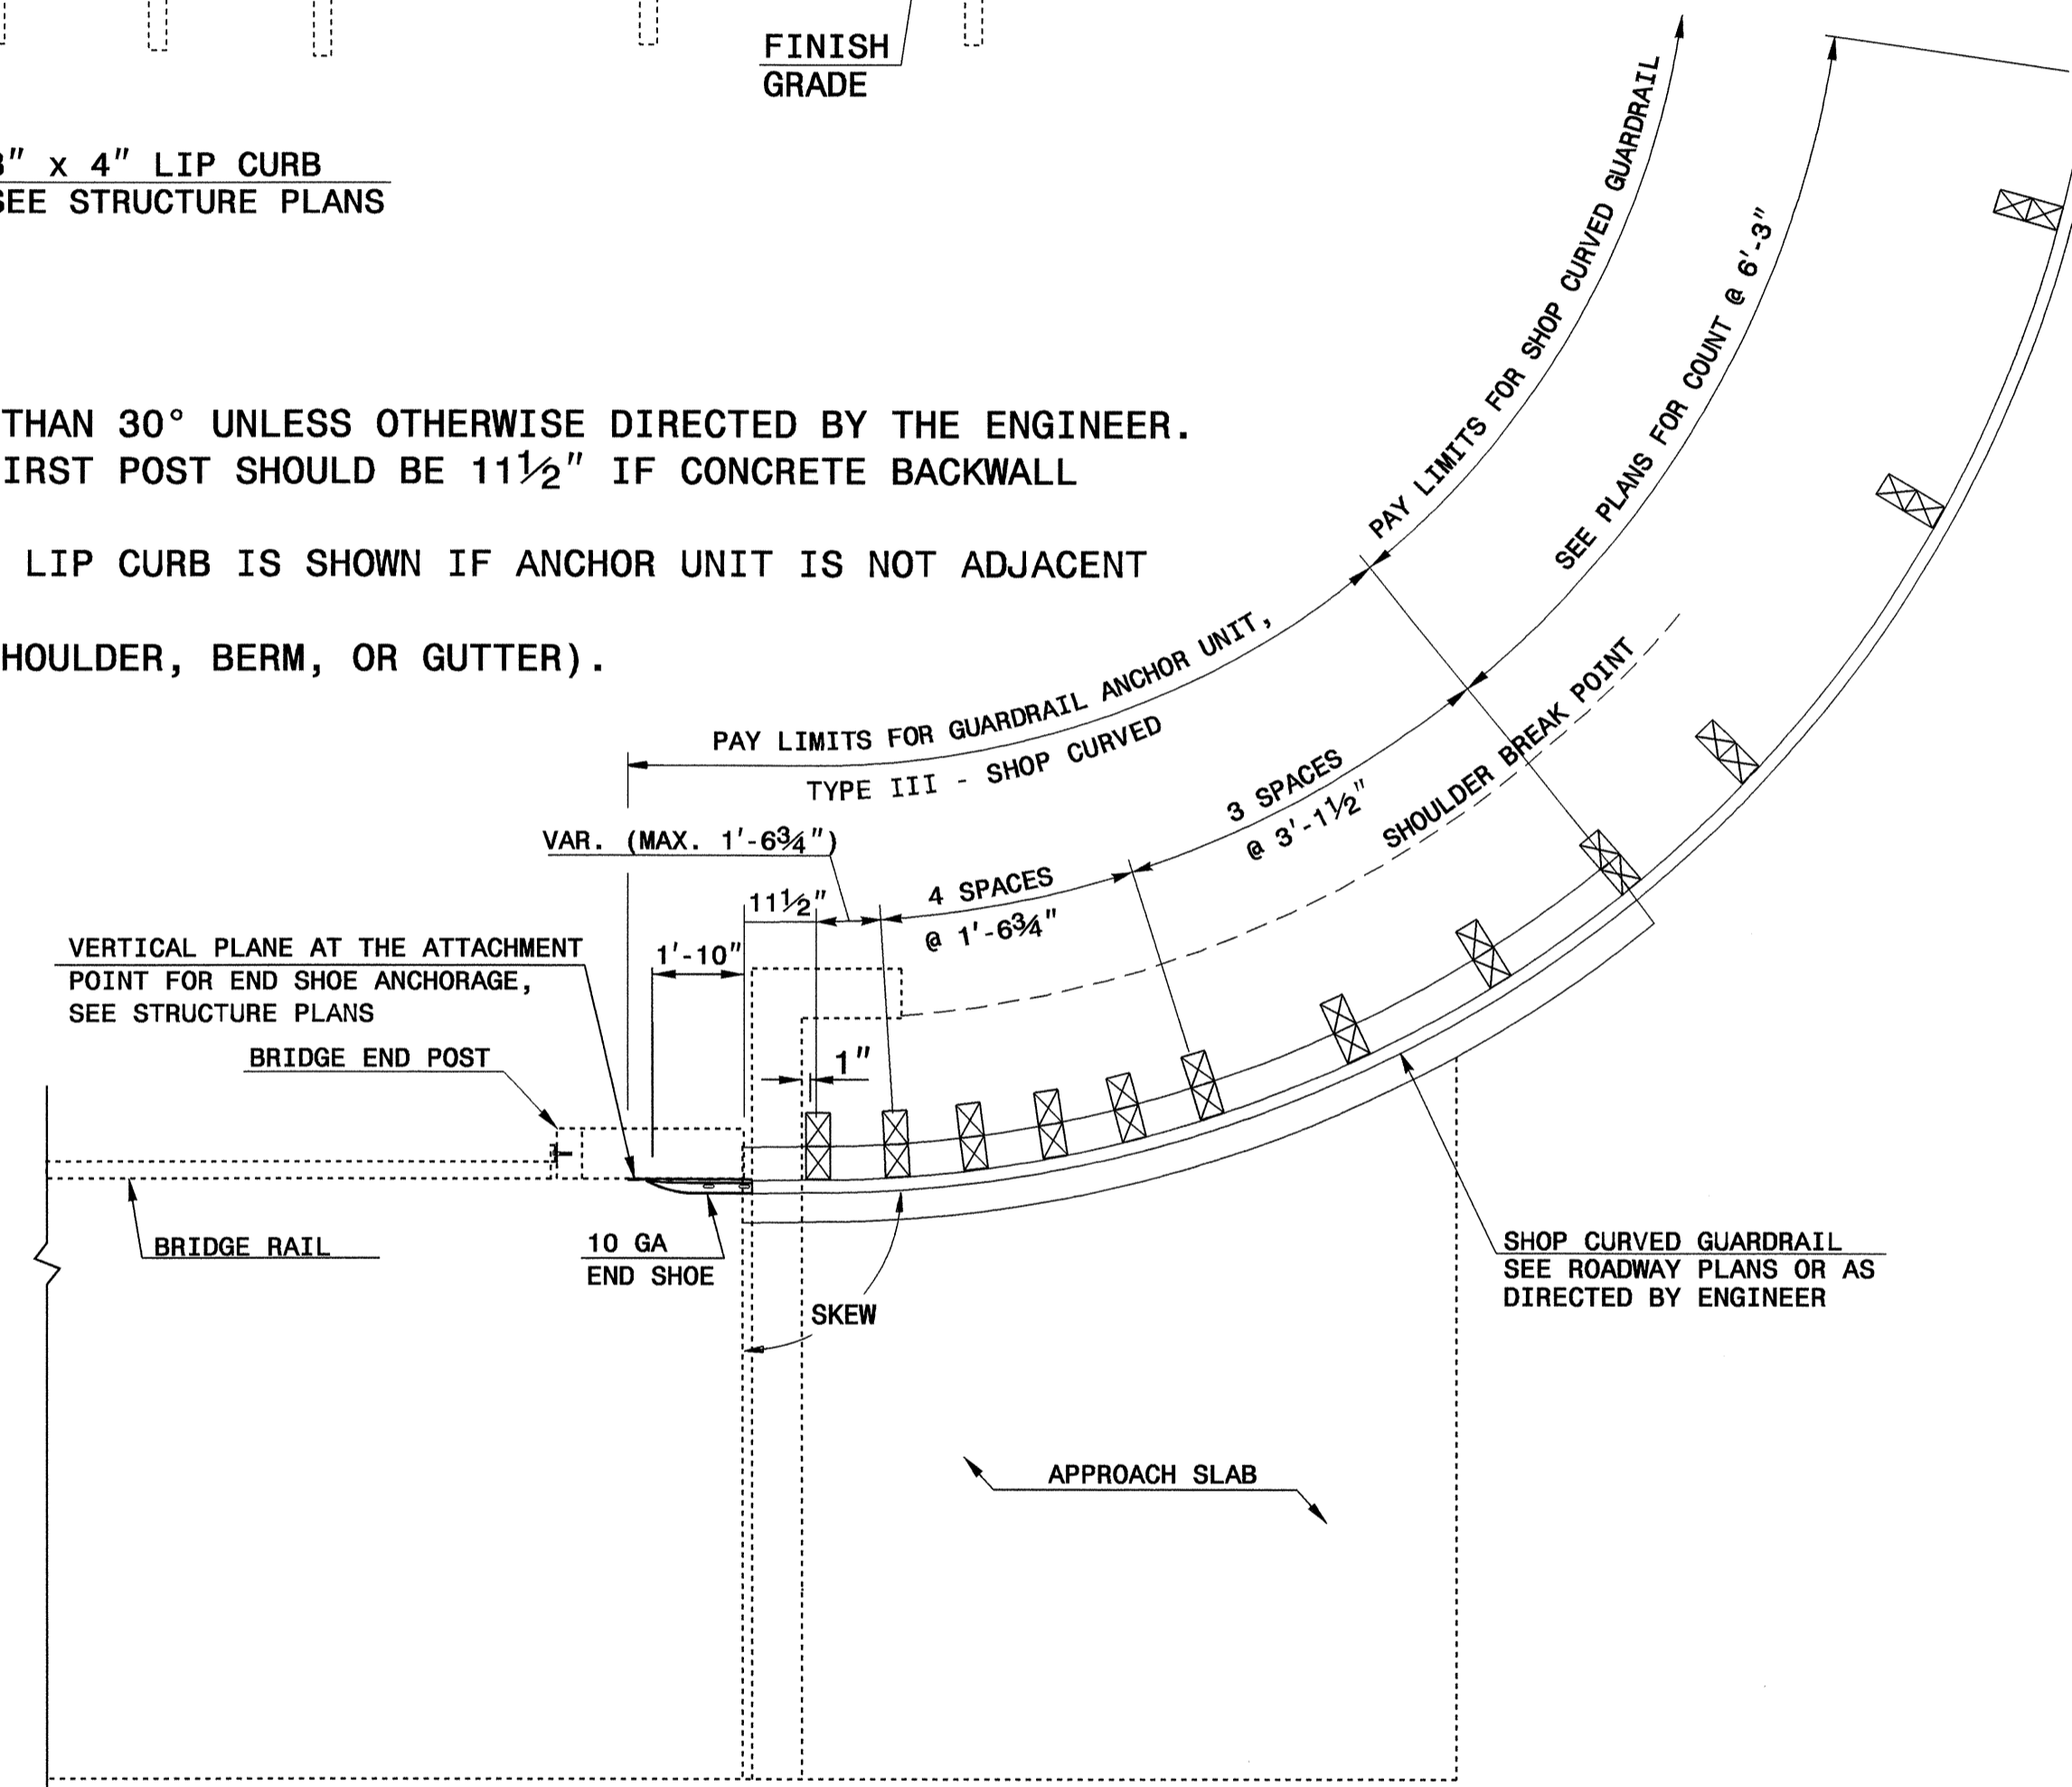 FINISH
GRADE
" x 4" LIP CURB
SEE STRUCTURE PLANS
THAN 30° UNLESS OTHERWISE DIRECTED BY THE ENGINEER.
IRST POST SHOULD BE 11½" IF CONCRETE BACKWALL
LIP CURB IS SHOWN IF ANCHOR UNIT IS NOT ADJACENT
HOULDER, BERM, OR GUTTER).
PAY LIMITS FOR SHOP CURVED GUARDRAIL
SEE PLANS FOR COUNT @ 6'-3"
PAY LIMITS FOR GUARDRAIL ANCHOR UNIT,
TYPE III - SHOP CURVED
3 SPACES
@ 3'-1½"
SHOULDER BREAK POINT
VAR. (MAX. 1'-6¾")
11½"
4 SPACES
@ 1'-6¾"
1'-10"
VERTICAL PLANE AT THE ATTACHMENT
POINT FOR END SHOE ANCHORAGE,
SEE STRUCTURE PLANS
BRIDGE END POST
1"
BRIDGE RAIL
10 GA
END SHOE
SKEW
SHOP CURVED GUARDRAIL
SEE ROADWAY PLANS OR AS
DIRECTED BY ENGINEER
APPROACH SLAB